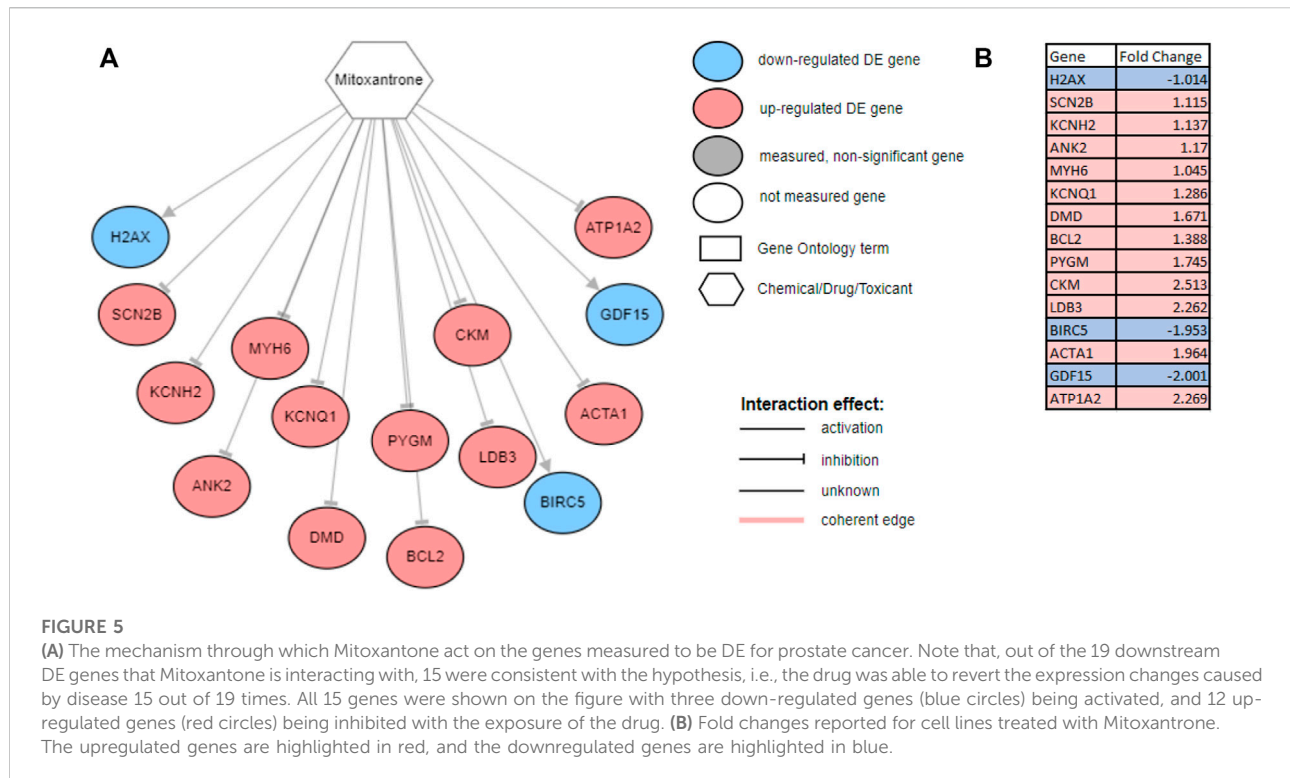 A
Mitoxantrone
H2AX
SCN2B
KCNH2
MYH6
ANK2
KCNQ1
DMD
PYGM
BCL2
CKM
LDB3
BIRC5
ACTA1
GDF15
ATP1A2
down-regulated DE gene
up-regulated DE gene
measured, non-significant gene
not measured gene
Gene Ontology term
Chemical/Drug/Toxicant
Interaction effect:
activation
inhibition
unknown
coherent edge
B
Gene Fold Change
H2AX -1.014
SCN2B 1.115
KCNH2 1.137
ANK2 1.17
MYH6 1.045
KCNQ1 1.286
DMD 1.671
BCL2 1.388
PYGM 1.745
CKM 2.513
LDB3 2.262
BIRC5 -1.953
ACTA1 1.964
GDF15 -2.001
ATP1A2 2.269
FIGURE 5
(A) The mechanism through which Mitoxantone act on the genes measured to be DE for prostate cancer. Note that, out of the 19 downstream
DE genes that Mitoxantone is interacting with, 15 were consistent with the hypothesis, i.e., the drug was able to revert the expression changes caused
by disease 15 out of 19 times. All 15 genes were shown on the figure with three down-regulated genes (blue circles) being activated, and 12 up-
regulated genes (red circles) being inhibited with the exposure of the drug. (B) Fold changes reported for cell lines treated with Mitoxantrone.
The upregulated genes are highlighted in red, and the downregulated genes are highlighted in blue.